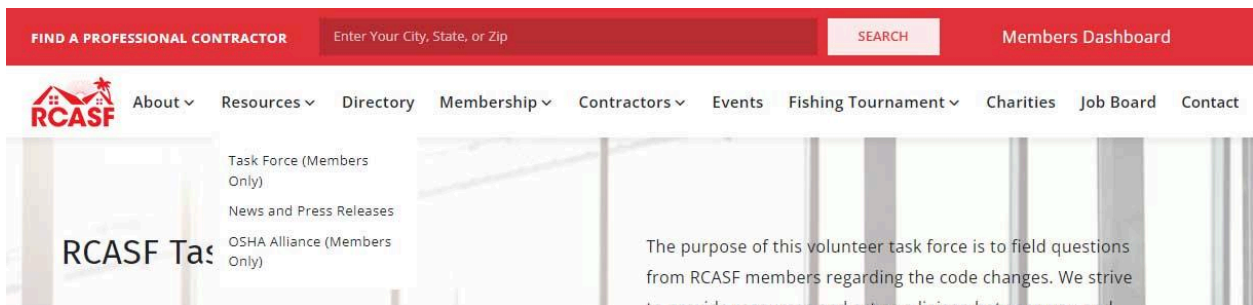 FIND A PROFESSIONAL CONTRACTOR Enter Your City, State, or Zip SEARCH Members Dashboard
RCASF About Resources Directory Membership Contractors Events Fishing Tournament Charities Job Board Contact
Task Force (Members
Only)
News and Press Releases
OSHA Alliance (Members
Only)
RCASF Tas
The purpose of this volunteer task force is to field questions
from RCASF members regarding the code changes. We strive